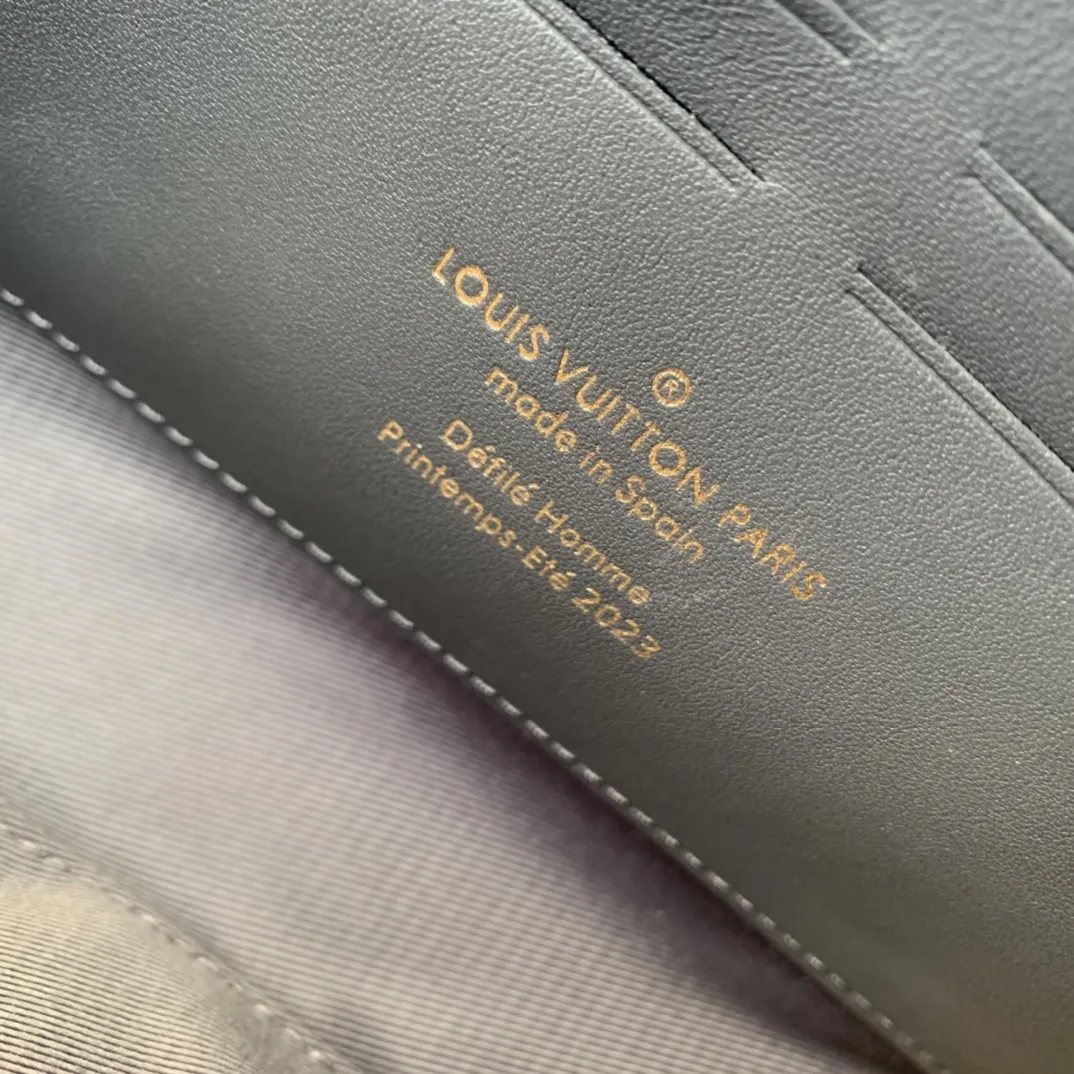 ®
LOUIS VUITTON PARIS
made in Spain
Défilé Homme
Printemps-Eté 2023